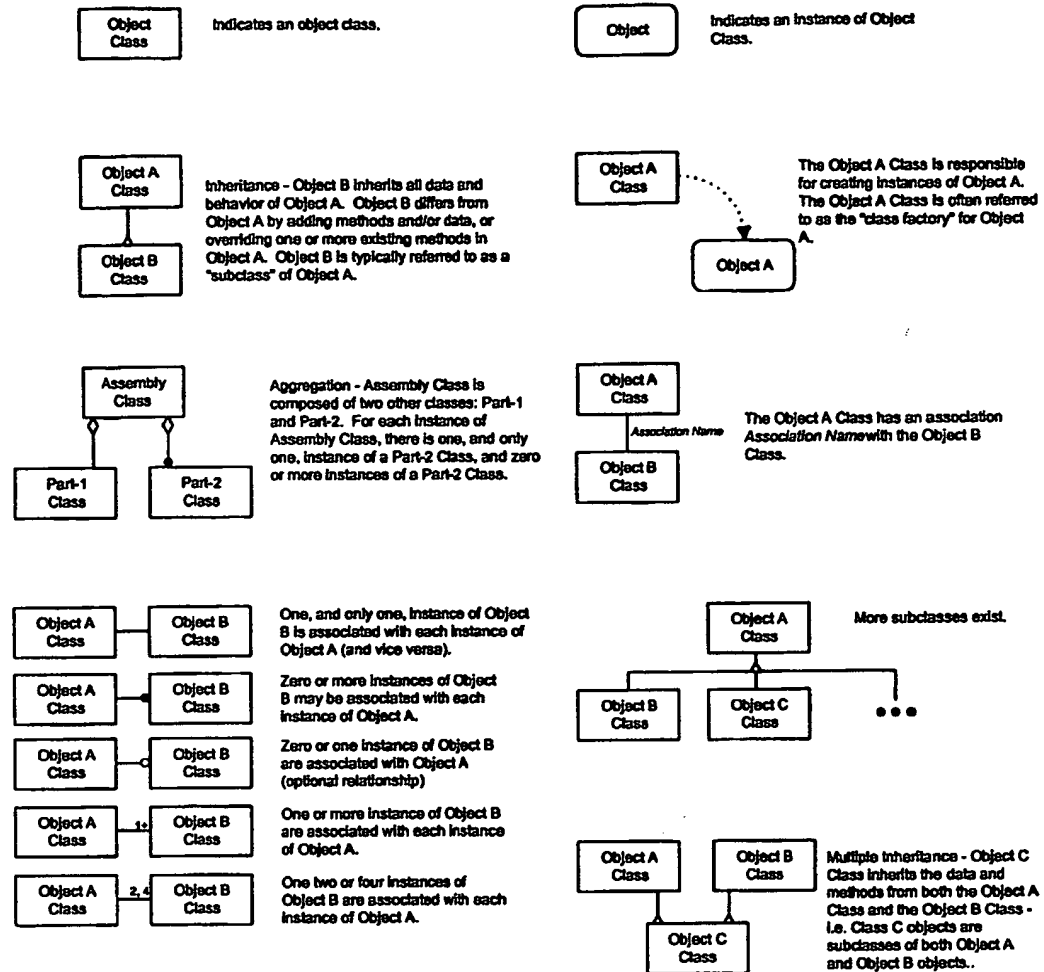 Object
Class
Indicates an object class.
Object
Indicates an instance of Object
Class.
Object A
Class
Object B
Class
Inheritance - Object B inherits all data and
behavior of Object A. Object B differs from
Object A by adding methods and/or data, or
overriding one or more existing methods in
Object A. Object B is typically referred to as a
"subclass" of Object A.
Object A
Class
Object A
The Object A Class is responsible
for creating instances of Object A.
The Object A Class is often referred
to as the "class factory" for Object
A.
Assembly
Class
Part-1
Class
Part-2
Class
Aggregation - Assembly Class is
composed of two other classes: Part-1
and Part-2. For each instance of
Assembly Class, there is one, and only
one, instance of a Part-2 Class, and zero
or more instances of a Part-2 Class.
Object A
Class
Association Name
Object B
Class
The Object A Class has an association
Association Namewith the Object B
Class.
Object A
Class
Object B
Class
One, and only one, instance of Object
B is associated with each instance of
Object A (and vice versa).
Object A
Class
Object B
Class
Zero or more instances of Object
B may be associated with each
instance of Object A.
Object A
Class
Object B
Class
Zero or one instance of Object B
are associated with Object A
(optional relationship)
Object A
Class
1+
Object B
Class
One or more instance of Object B
are associated with each instance
of Object A.
Object A
Class
2, 4
Object B
Class
One two or four instances of
Object B are associated with each
instance of Object A.
Object A
Class
Object B
Class
Object C
Class
More subclasses exist.
Object A
Class
Object B
Class
Object C
Class
Multiple Inheritance - Object C
Class inherits the data and
methods from both the Object A
Class and the Object B Class -
i.e. Class C objects are
subclasses of both Object A
and Object B objects..